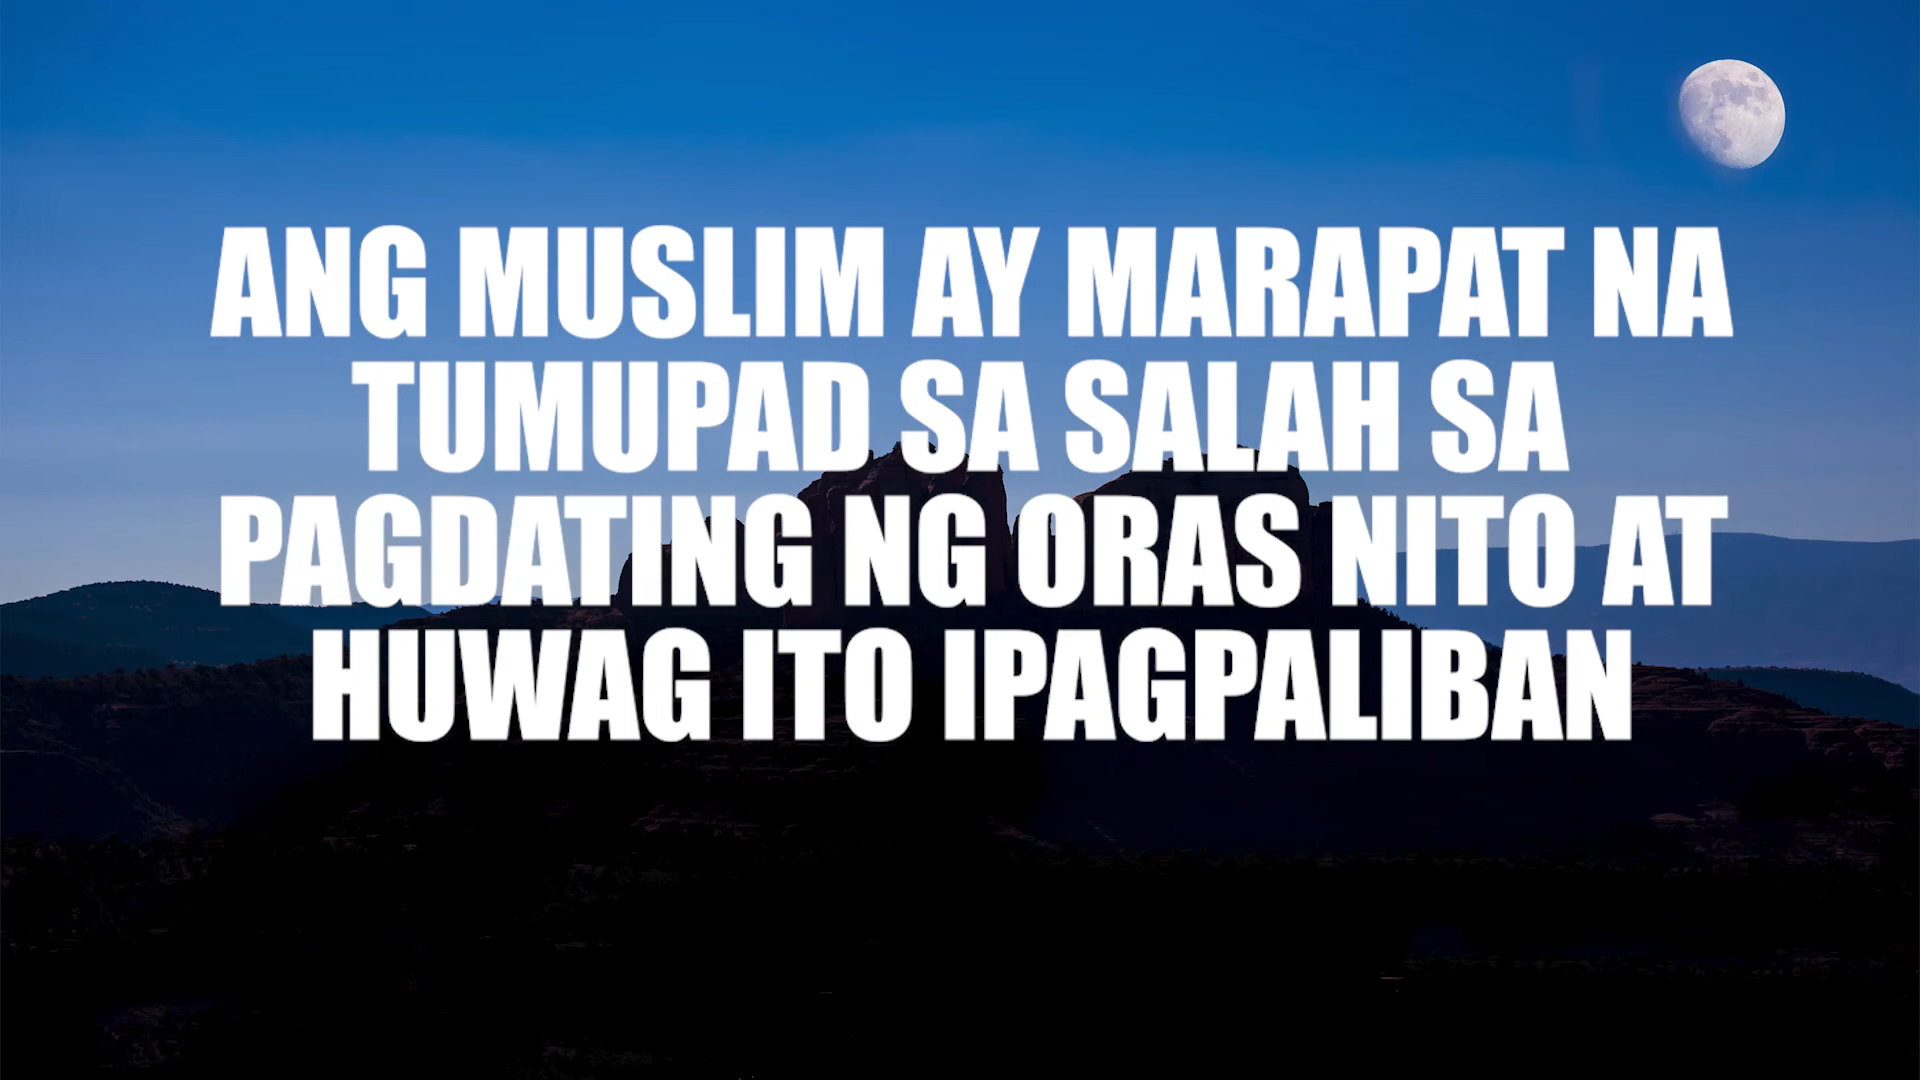 ANG MUSLIM AY MARAPAT NA
TUMUPAD SA SALAH SA
PAGDATING NG ORAS NITO AT
HUWAG ITO IPAGPALIBAN